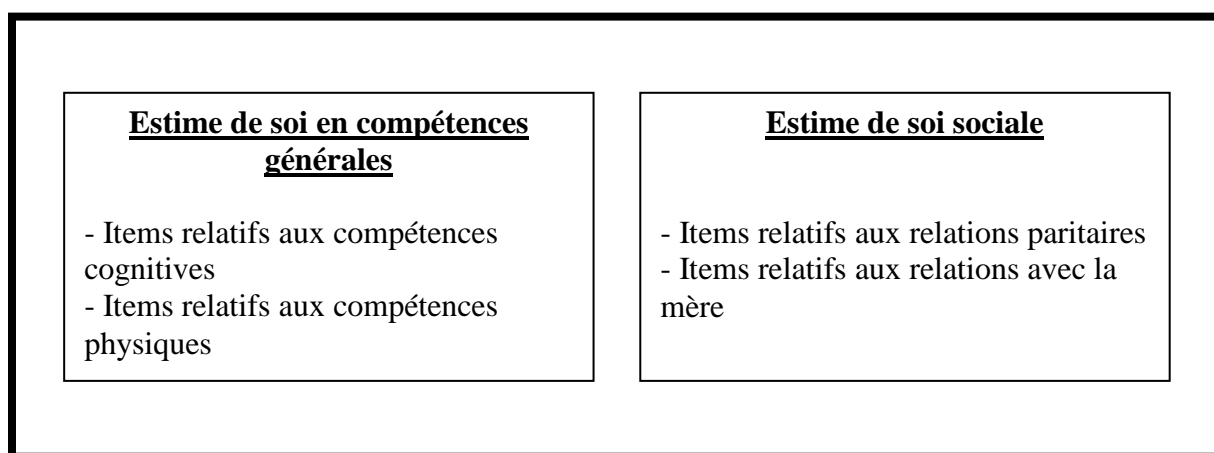 Estime de soi en compétences
générales
- Items relatifs aux compétences
cognitives
- Items relatifs aux compétences
physiques
Estime de soi sociale
- Items relatifs aux relations paritaires
- Items relatifs aux relations avec la
mère